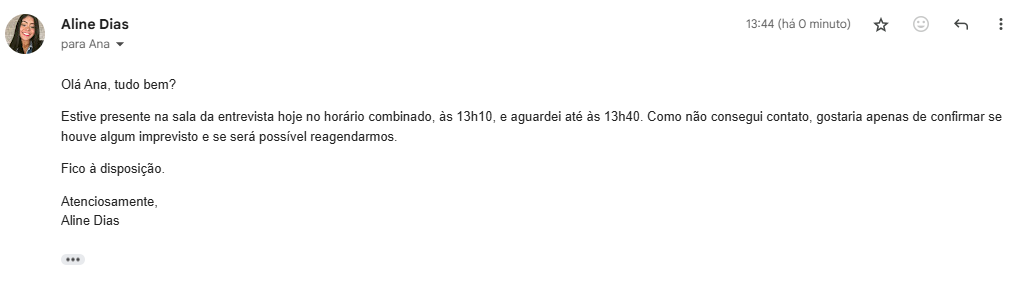 Aline Dias
13:44 (há 0 minuto)
para Ana
Olá Ana, tudo bem?
Estive presente na sala da entrevista hoje no horário combinado, às 13h10, e aguardei até às 13h40. Como não consegui contato, gostaria apenas de confirmar se
houve algum imprevisto e se será possível reagendarmos.
Fico à disposição.
Atenciosamente,
Aline Dias